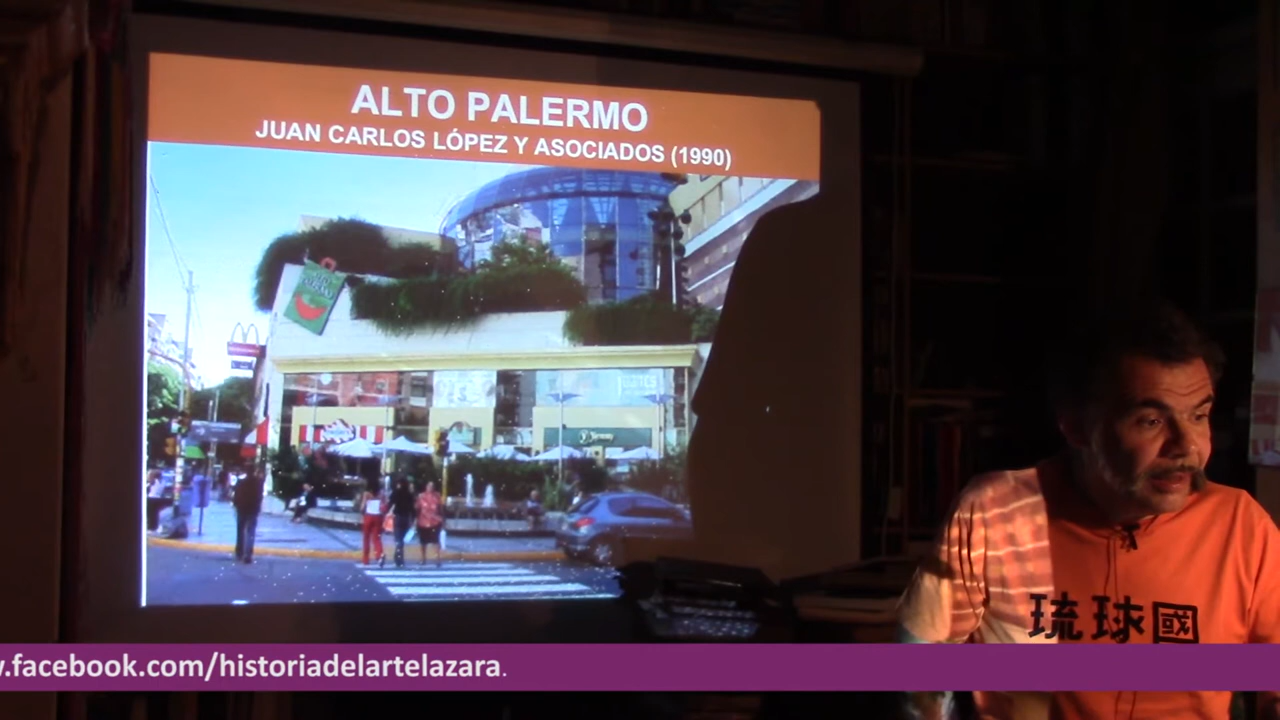 ALTO PALERMO
JUAN CARLOS LÓPEZ Y ASOCIADOS (1990)
琉球國
v.facebook.com/historiadelartelazara.